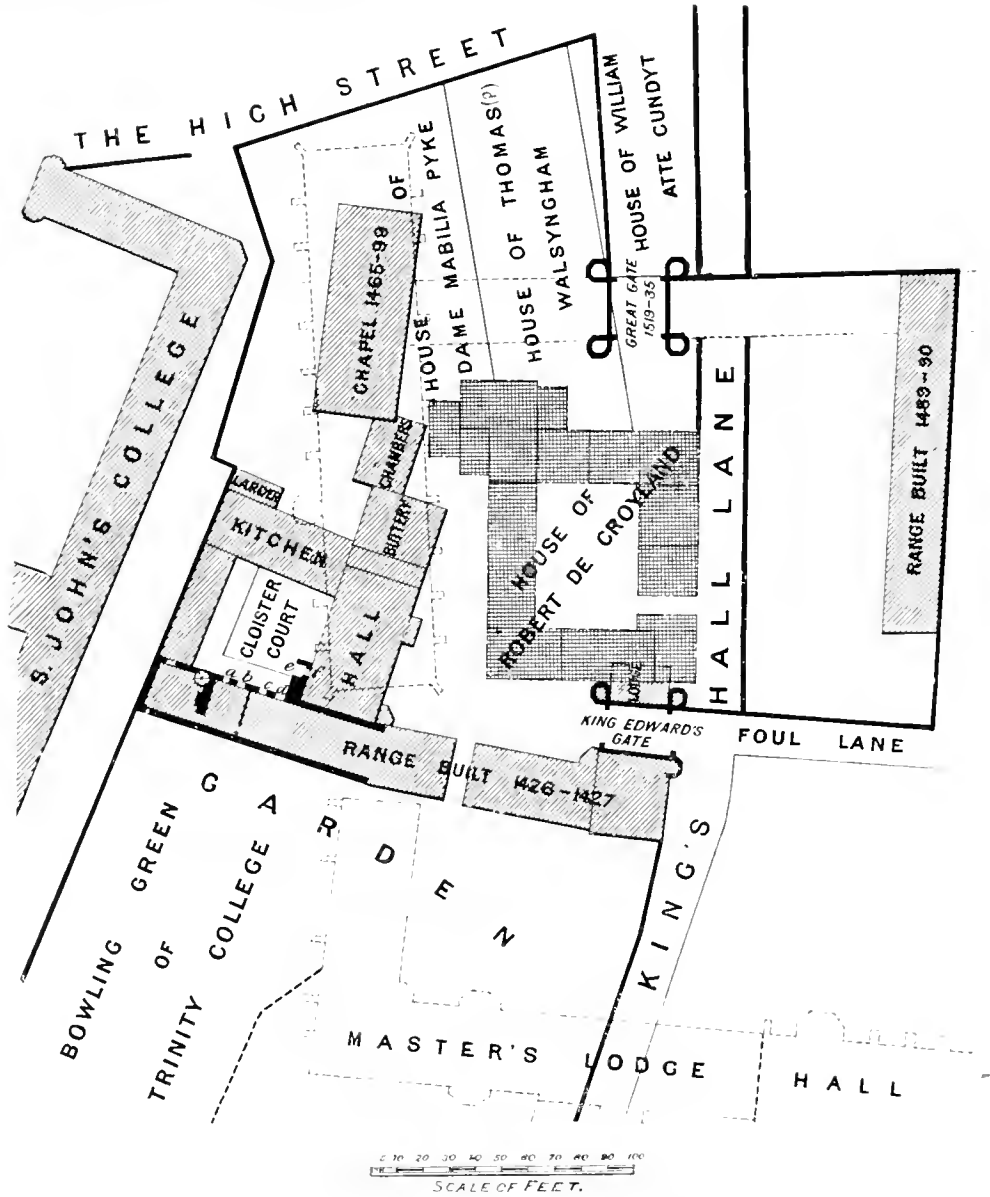 THE HIGH STREET
S. JOHN'S COLLEGE
CHAPEL 1465-99
HOUSE OF
DAME MABILIA PYKE
HOUSE OF THOMAS(?)
WALSYNGHAM
HOUSE OF WILLIAM
ATTE CUNDYT
GREAT GATE
1519-35
RANGE BUILT 1489-90
HALL LANE
CHAMBERS
BUTTERY
LARDER
KITCHEN
CLOISTER
COURT
HALL
a b c d e f
HOUSE OF
ROBERT DE CROYLAND
LODGE
KING EDWARD'S
GATE
FOUL LANE
RANGE BUILT 1426-1427
GARDEN
BOWLING GREEN
OF
TRINITY COLLEGE
KING'S
MASTER'S LODGE
HALL
0 10 20 30 40 50 60 70 80 90 100
SCALE OF FEET.